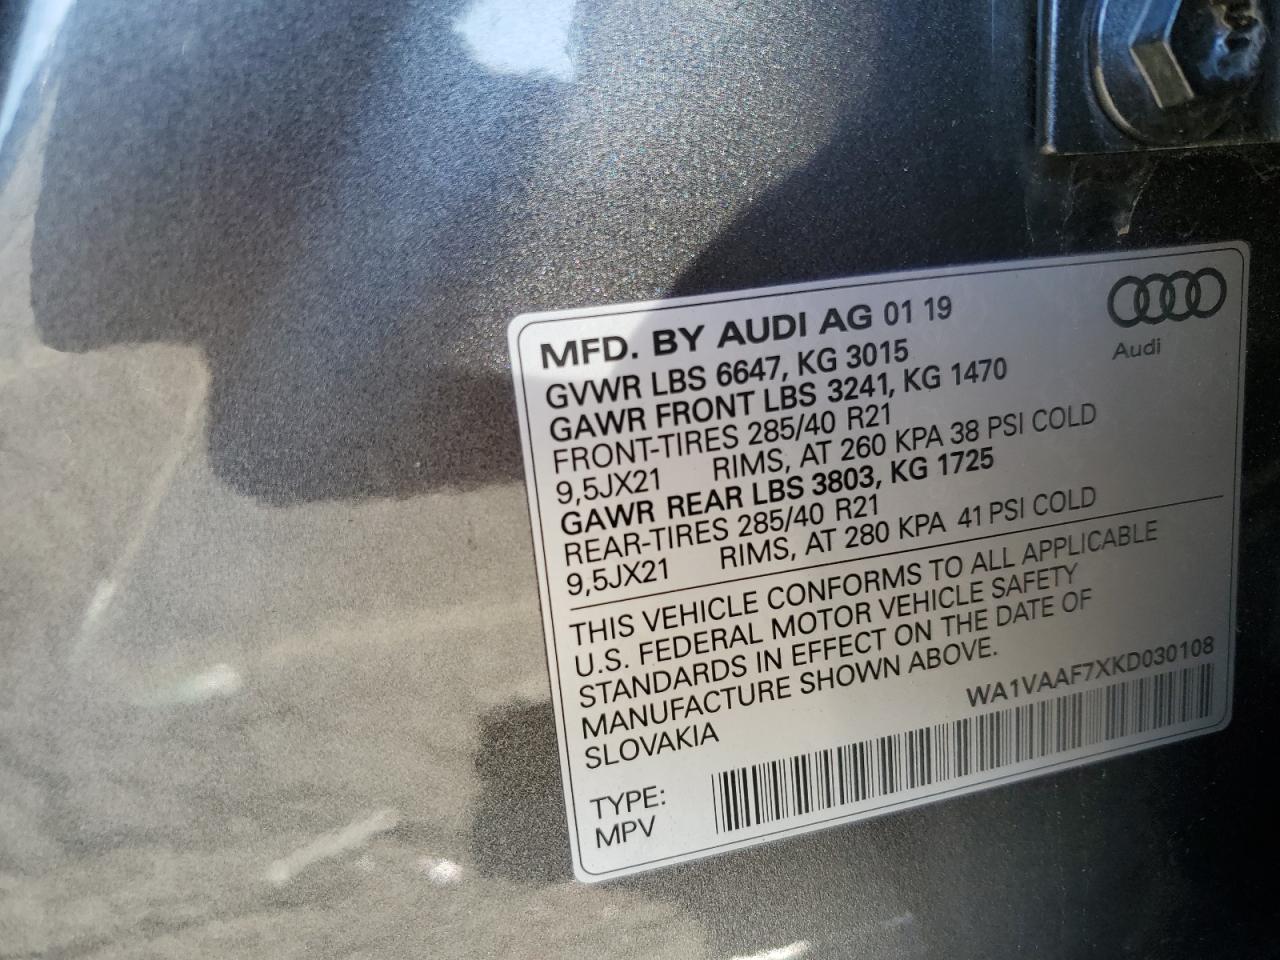 MFD. BY AUDI AG 01 19
Audi
GVWR LBS 6647, KG 3015
GAWR FRONT LBS 3241, KG 1470
FRONT-TIRES 285/40 R21
9,5JX21 RIMS, AT 260 KPA 38 PSI COLD
GAWR REAR LBS 3803, KG 1725
REAR-TIRES 285/40 R21
9,5JX21 RIMS, AT 280 KPA 41 PSI COLD
THIS VEHICLE CONFORMS TO ALL APPLICABLE
U.S. FEDERAL MOTOR VEHICLE SAFETY
STANDARDS IN EFFECT ON THE DATE OF
MANUFACTURE SHOWN ABOVE.
SLOVAKIA
WA1VAAF7XKD030108
TYPE:
MPV